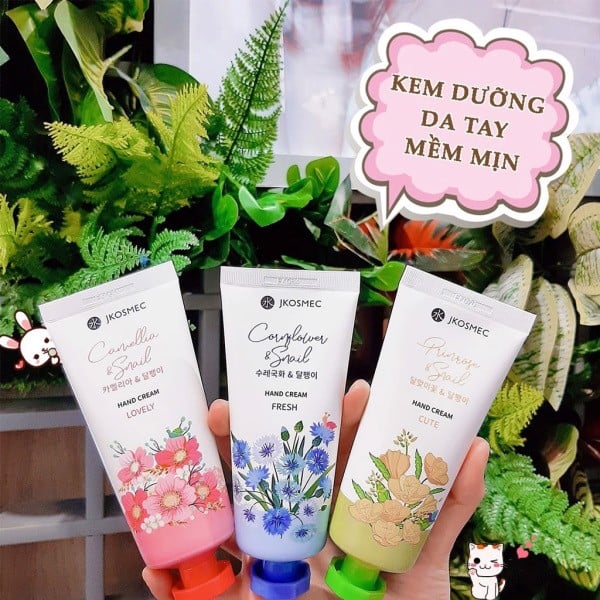 KEM DƯỠNG
DA TAY
MỀM MỊN
JKOSMEC
Camellia
& Snail
카멜리아 & 달팽이
HAND CREAM
LOVELY
JKOSMEC
Cornflower
& Snail
수레국화 & 달팽이
HAND CREAM
FRESH
JKOSMEC
Primrose
& Snail
달맞이꽃 & 달팽이
HAND CREAM
CUTE